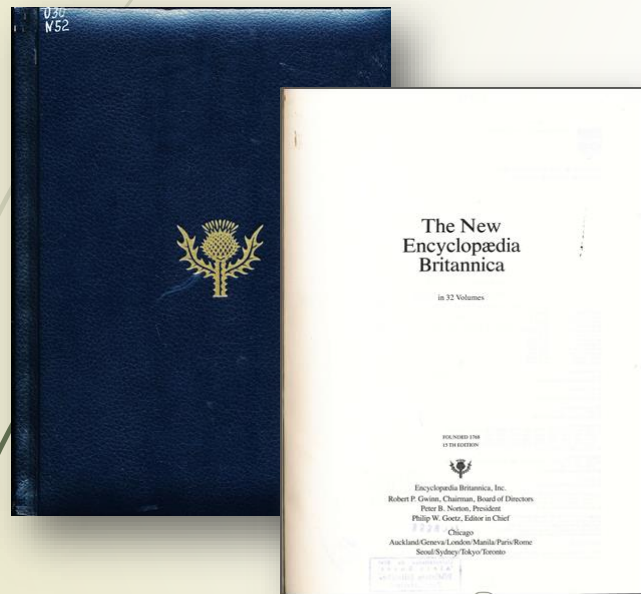 030
N52
The New
Encyclopædia
Britannica
in 32 Volumes
FOUNDED 1768
15 TH EDITION
Encyclopædia Britannica, Inc.
Robert P. Gwinn, Chairman, Board of Directors
Peter B. Norton, President
Philip W. Goetz, Editor in Chief
Chicago
Auckland/Geneva/London/Manila/Paris/Rome
Seoul/Sydney/Tokyo/Toronto